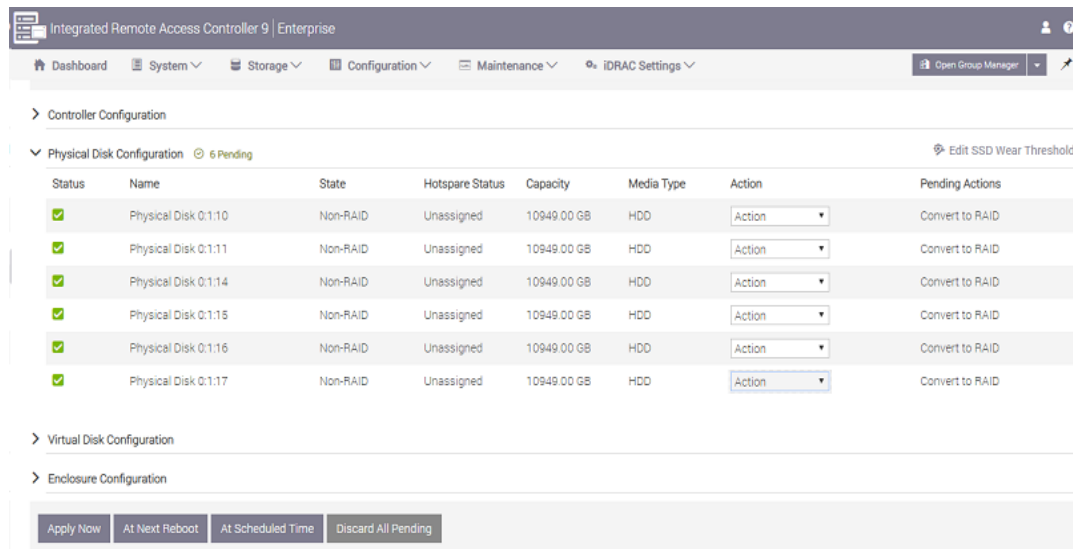 Integrated Remote Access Controller 9 | Enterprise
Dashboard System Storage Configuration Maintenance iDRAC Settings Open Group Manager
Controller Configuration
Physical Disk Configuration 6 Pending Edit SSD Wear Threshold
Status Name State Hotspare Status Capacity Media Type Action Pending Actions
Physical Disk 0:1:10 Non-RAID Unassigned 10949.00 GB HDD Action Convert to RAID
Physical Disk 0:1:11 Non-RAID Unassigned 10949.00 GB HDD Action Convert to RAID
Physical Disk 0:1:14 Non-RAID Unassigned 10949.00 GB HDD Action Convert to RAID
Physical Disk 0:1:15 Non-RAID Unassigned 10949.00 GB HDD Action Convert to RAID
Physical Disk 0:1:16 Non-RAID Unassigned 10949.00 GB HDD Action Convert to RAID
Physical Disk 0:1:17 Non-RAID Unassigned 10949.00 GB HDD Action Convert to RAID
Virtual Disk Configuration
Enclosure Configuration
Apply Now At Next Reboot At Scheduled Time Discard All Pending